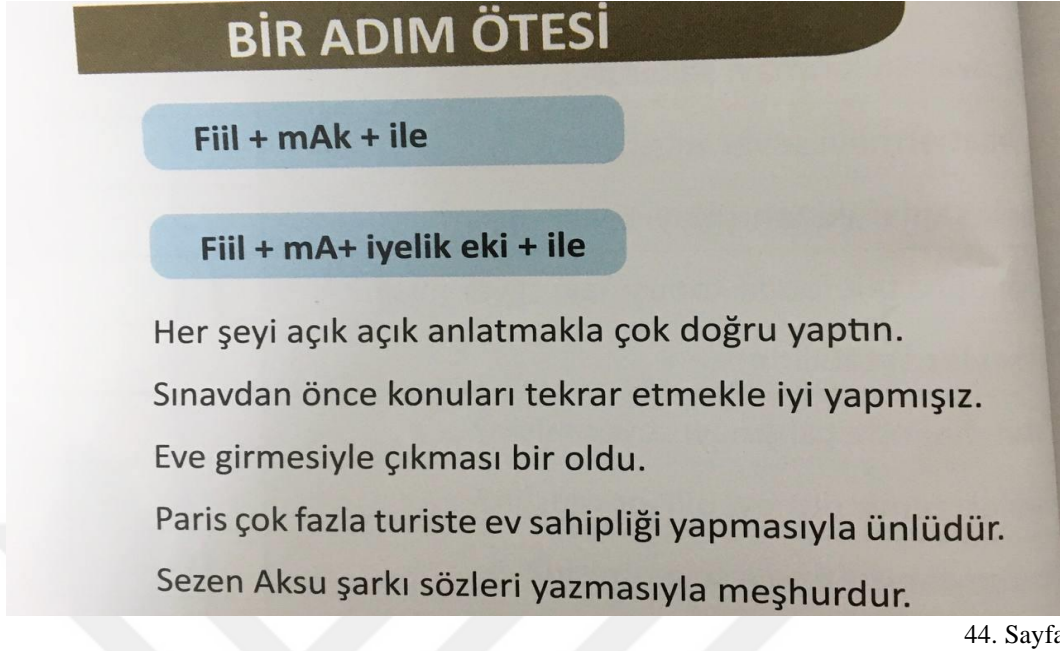 BİR ADIM ÖTESİ
Fiil + mAk + ile
Fiil + mA+ iyelik eki + ile
Her şeyi açık açık anlatmakla çok doğru yaptın.
Sınavdan önce konuları tekrar etmekle iyi yapmışız.
Eve girmesiyle çıkması bir oldu.
Paris çok fazla turiste ev sahipliği yapmasıyla ünlüdür.
Sezen Aksu şarkı sözleri yazmasıyla meşhurdur.
44. Sayfa